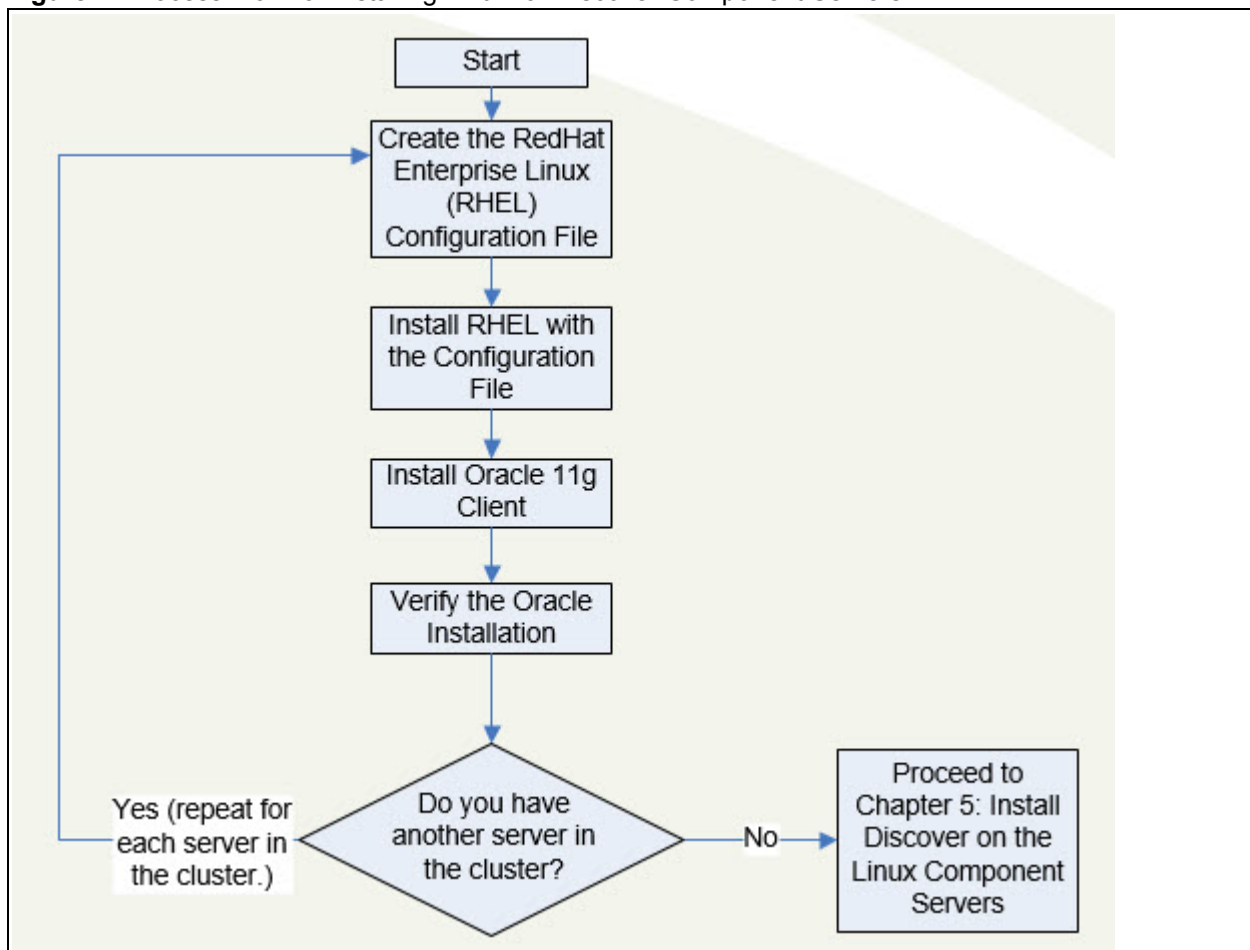 Start
Create the RedHat
Enterprise Linux
(RHEL)
Configuration File
Install RHEL with
the Configuration
File
Install Oracle 11g
Client
Verify the Oracle
Installation
Do you have
another server in
the cluster?
Yes (repeat for
each server in
the cluster.)
No
Proceed to
Chapter 5: Install
Discover on the
Linux Component
Servers